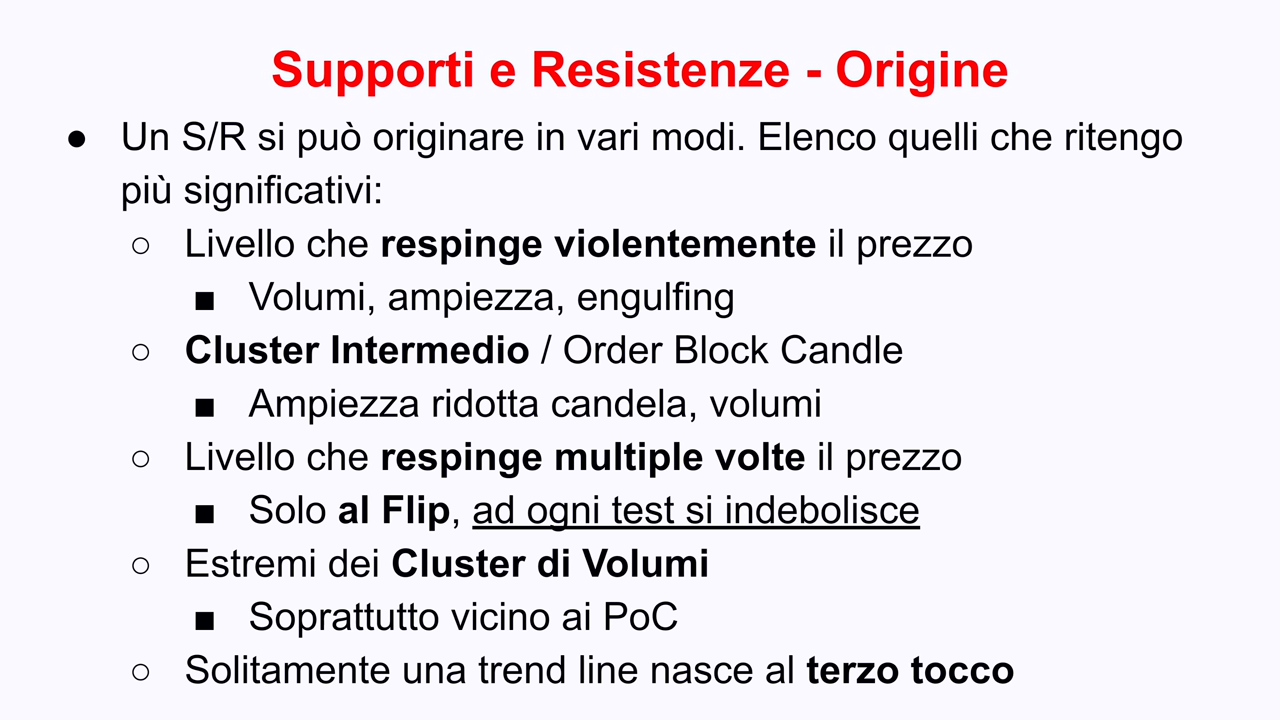 Supporti e Resistenze - Origine
● Un S/R si può originare in vari modi. Elenco quelli che ritengo
più significativi:
○ Livello che respinge violentemente il prezzo
■ Volumi, ampiezza, engulfing
○ Cluster Intermedio / Order Block Candle
■ Ampiezza ridotta candela, volumi
○ Livello che respinge multiple volte il prezzo
■ Solo al Flip, ad ogni test si indebolisce
○ Estremi dei Cluster di Volumi
■ Soprattutto vicino ai PoC
○ Solitamente una trend line nasce al terzo tocco